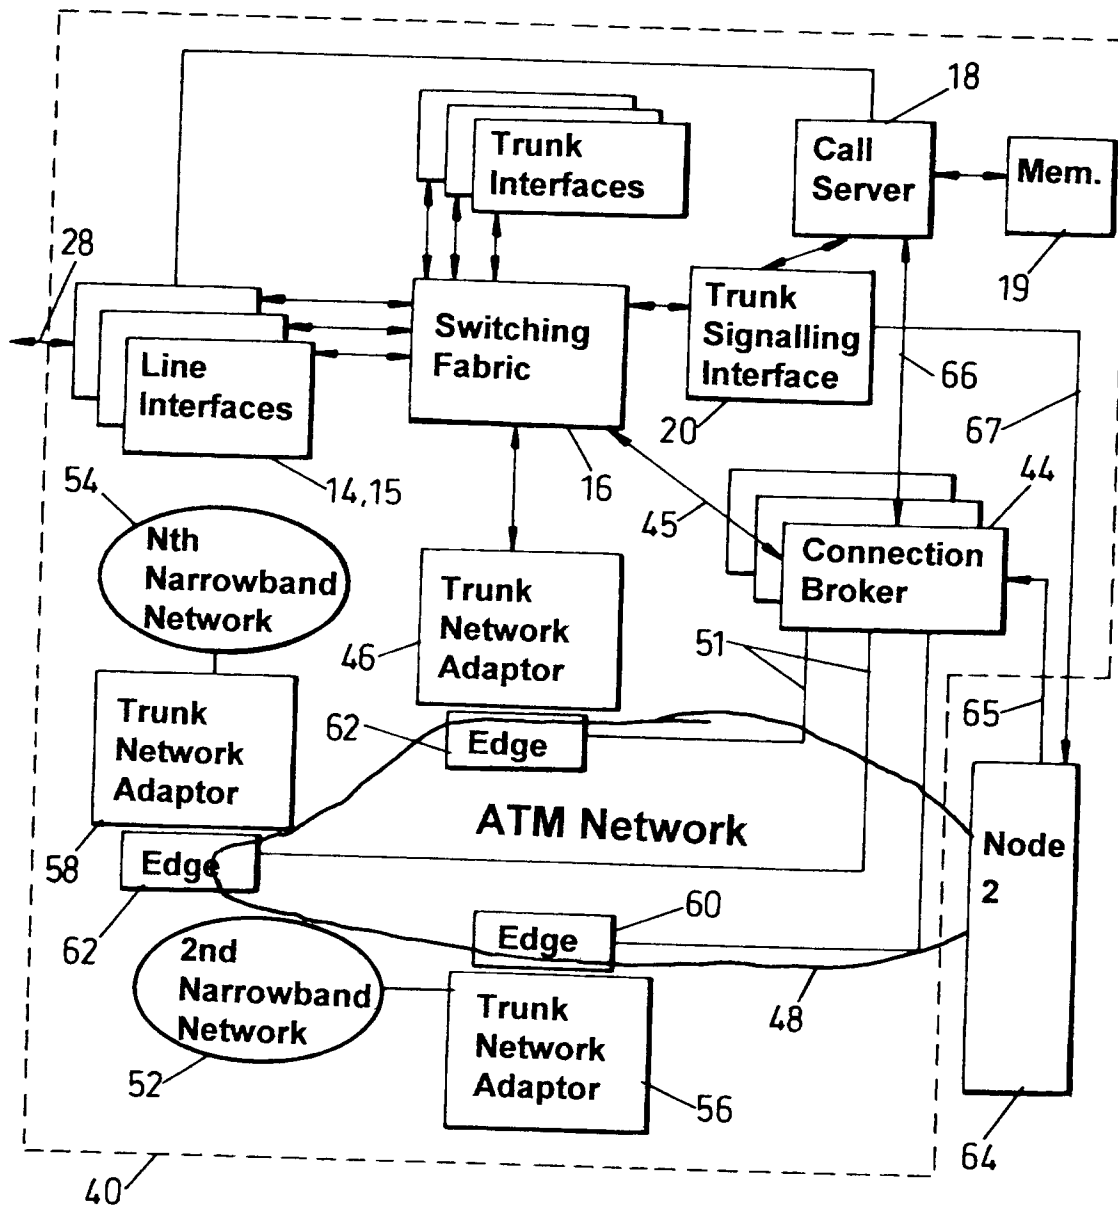 18
Trunk
Interfaces
Call
Server
Mem.
28
19
Line
Interfaces
Switching
Fabric
Trunk
Signalling
Interface
66
67
20
14,15
16
45
44
54
Nth
Narrowband
Network
Trunk
Network
Adaptor
46
Connection
Broker
51
65
62
Edge
Trunk
Network
Adaptor
58
Edge
62
ATM Network
Node
2
60
Edge
2nd
Narrowband
Network
52
48
Trunk
Network
Adaptor
56
64
40